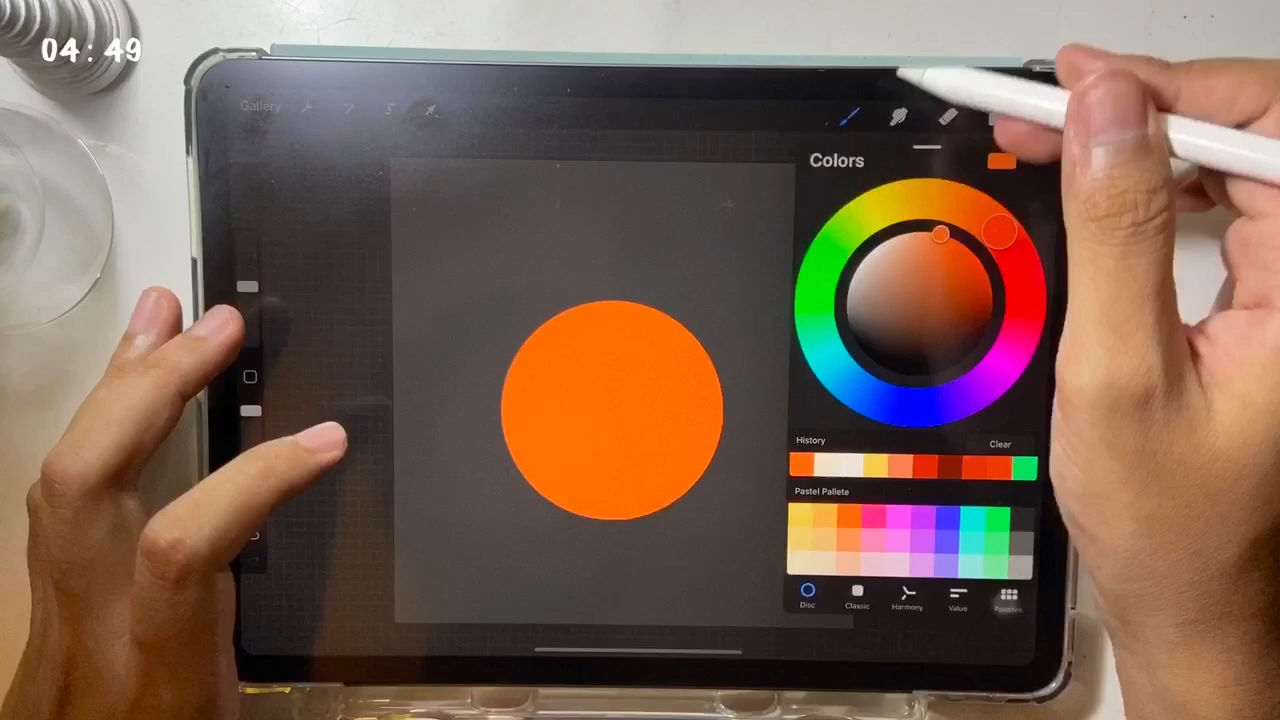 04:49
Gallery
Colors
History
Clear
Pastel Pallete
Disc
Classic
Harmony
Value
Palettes